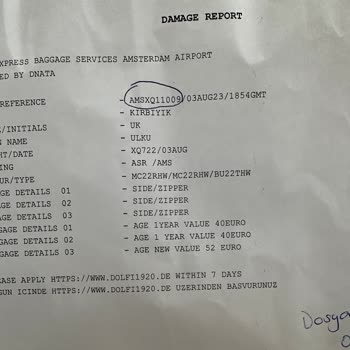 DAMAGE REPORT
XPRESS BAGGAGE SERVICES AMSTERDAM AIRPORT
ED BY DNATA
REFERENCE - AMSXQ11009/03AUG23/1854GMT
- KIRBIYIK
E/INITIALS - UK
N NAME - ULKU
HT/DATE - XQ722/03AUG
ING - ASR /AMS
UR/TYPE - MC22RHW/MC22RHW/BU22THW
AGE DETAILS 01 - SIDE/ZIPPER
AGE DETAILS 02 - SIDE/ZIPPER
AGE DETAILS 03 - SIDE/ZIPPER
GAGE DETAILS 01 - AGE 1YEAR VALUE 40EURO
GAGE DETAILS 02 - AGE 1 YEAR VALUE 40EURO
GAGE DETAILS 03 - AGE NEW VALUE 52 EURO
EASE APPLY HTTPS://WWW.DOLFI1920.DE WITHIN 7 DAYS
GUN ICINDE HTTPS://WWW.DOLFI1920.DE UZERINDEN BASVURUNUZ
Dosya